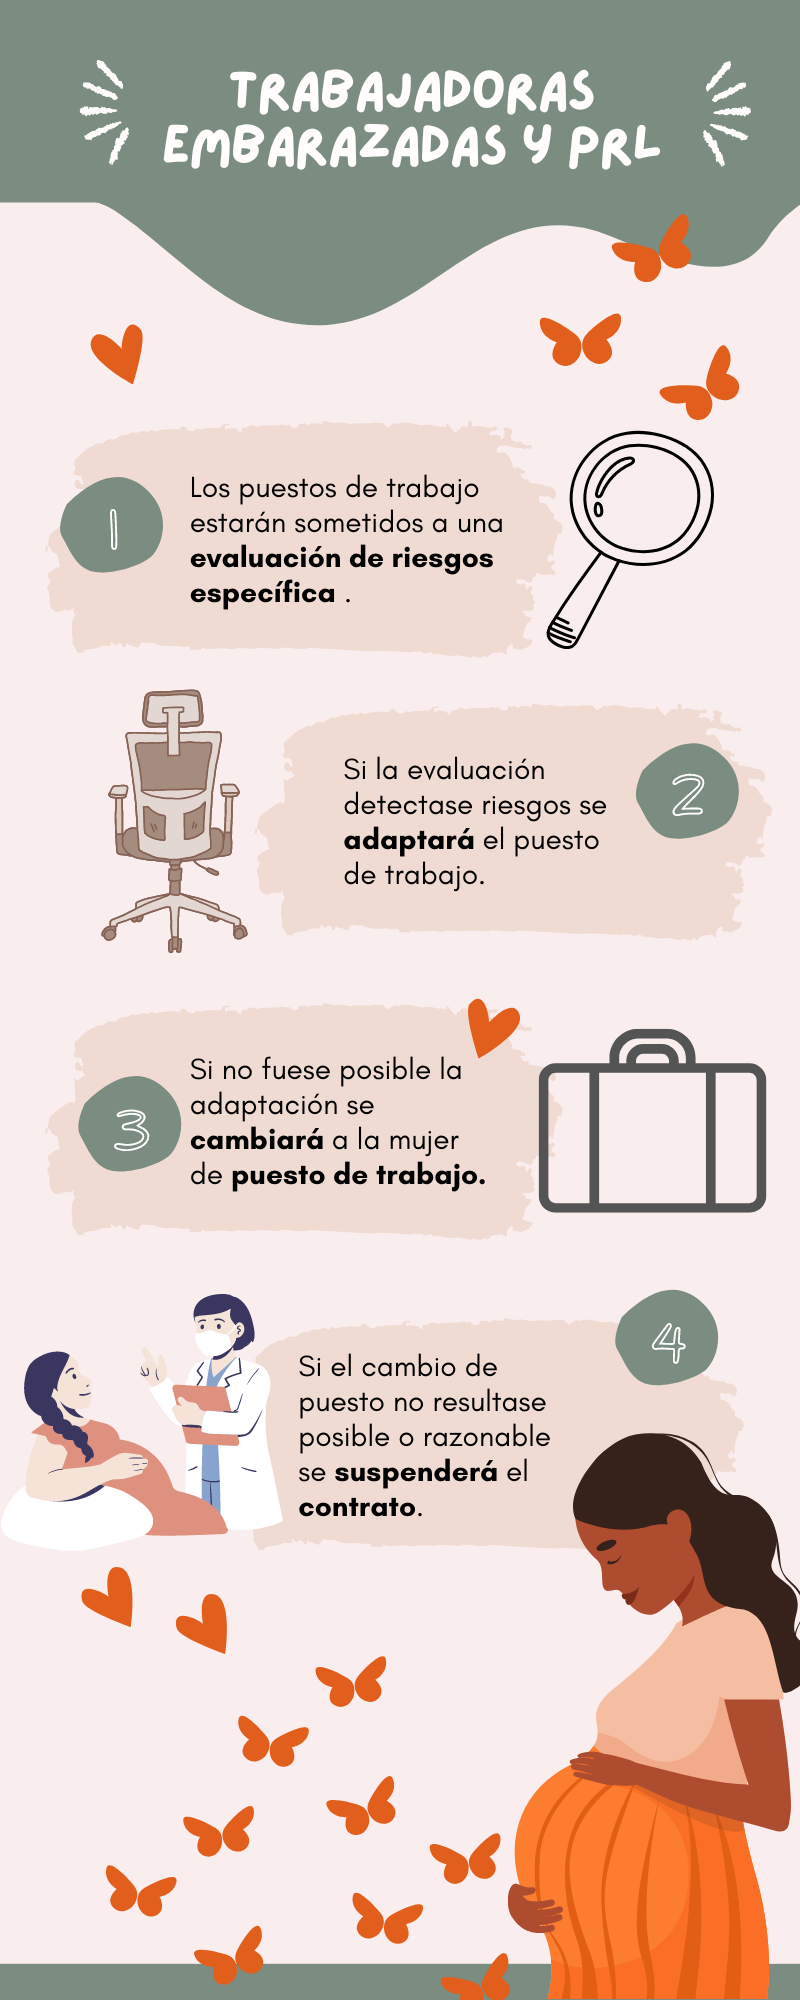 TRABAJADORAS
EMBARAZADAS Y PRL
1
Los puestos de trabajo
estarán sometidos a una
evaluación de riesgos
específica .
2
Si la evaluación
detectase riesgos se
adaptará el puesto
de trabajo.
3
Si no fuese posible la
adaptación se
cambiará a la mujer
de puesto de trabajo.
4
Si el cambio de
puesto no resultase
posible o razonable
se suspenderá el
contrato.